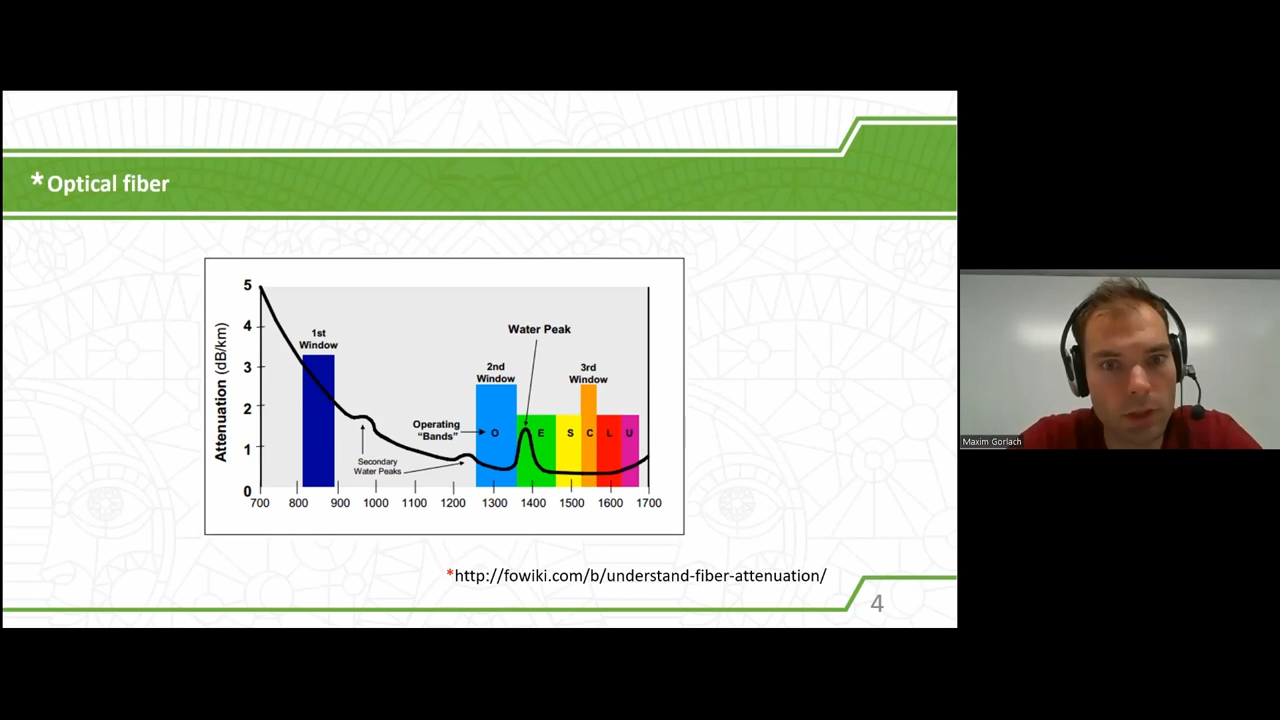 *Optical fiber
Attenuation (dB/km)
5
4
3
2
1
0
1st
Window
2nd
Window
Water Peak
3rd
Window
Operating
"Bands"
Secondary
Water Peaks
O
E
S
C
L
U
700
800
900
1000
1100
1200
1300
1400
1500
1600
1700
*http://fowiki.com/b/understand-fiber-attenuation/
4
Maxim Gorlach